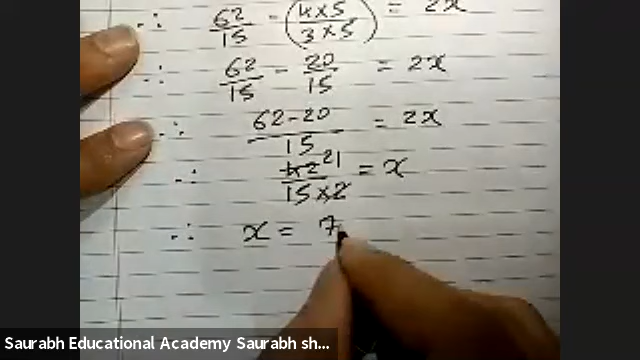 ∴ 62/15 - (4×5/3×5) = 2x
∴ 62/15 - 20/15 = 2x
∴ 62-20/15 = 2x
∴ 42 21/15×2 = x
∴ x = 7
Saurabh Educational Academy Saurabh sh...